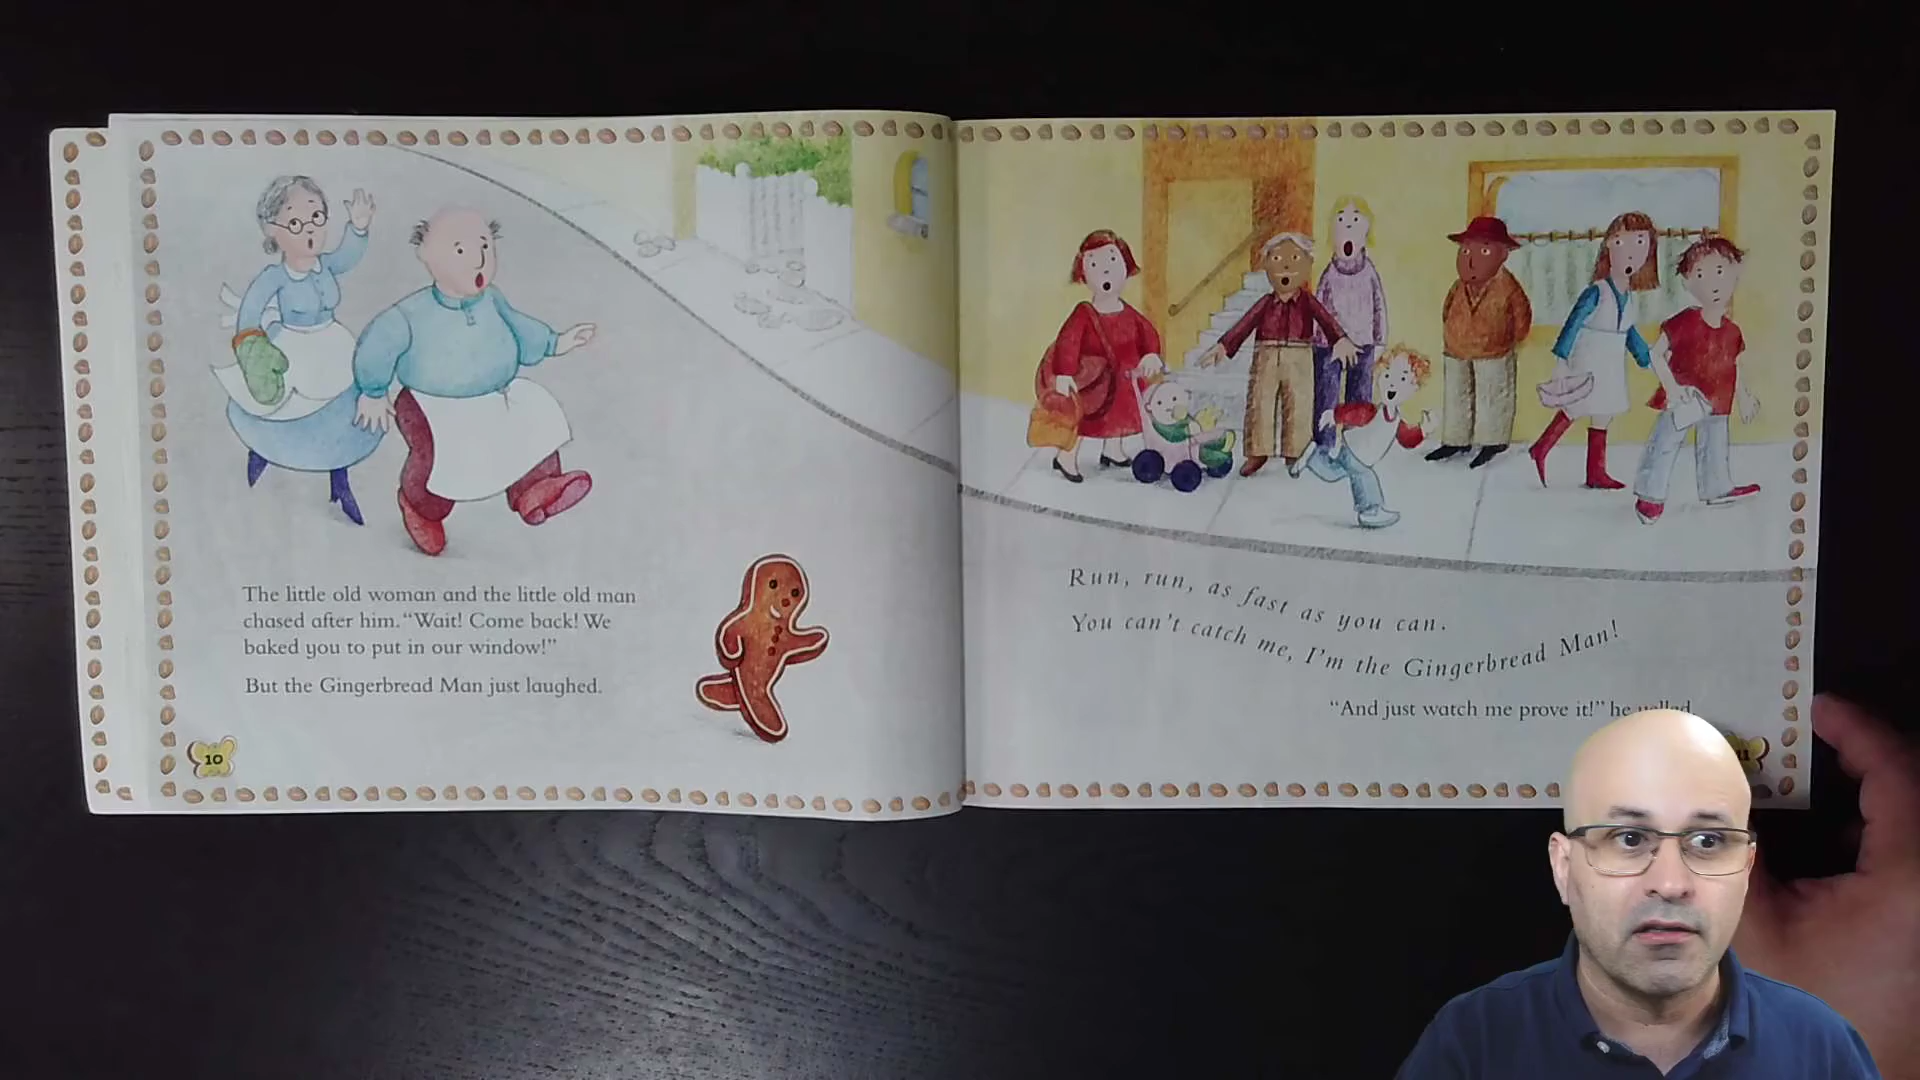 The little old woman and the little old man
chased after him. “Wait! Come back! We
baked you to put in our window!”
But the Gingerbread Man just laughed.
10
Run, run, as fast as you can.
You can't catch me, I'm the Gingerbread Man!
“And just watch me prove it!” he yelled.
11